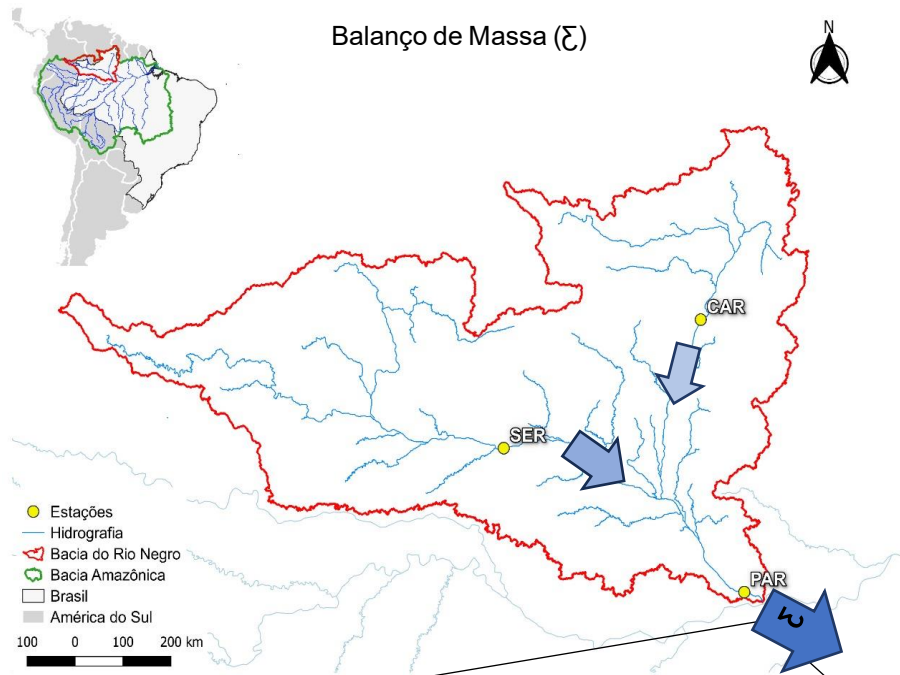 Balanço de Massa (Ƹ)
N
CAR
SER
PAR
Ƹ
Estações
Hidrografia
Bacia do Rio Negro
Bacia Amazônica
Brasil
América do Sul
100 0 100 200 km